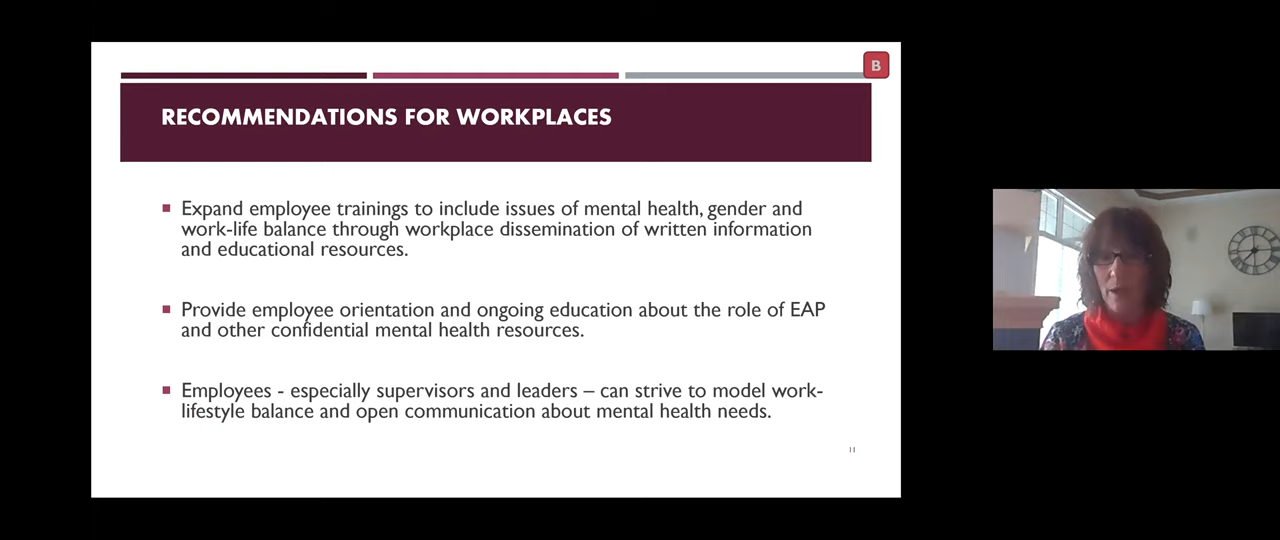 B
RECOMMENDATIONS FOR WORKPLACES
▪ Expand employee trainings to include issues of mental health, gender and
work-life balance through workplace dissemination of written information
and educational resources.
▪ Provide employee orientation and ongoing education about the role of EAP
and other confidential mental health resources.
▪ Employees - especially supervisors and leaders – can strive to model work-
lifestyle balance and open communication about mental health needs.
11